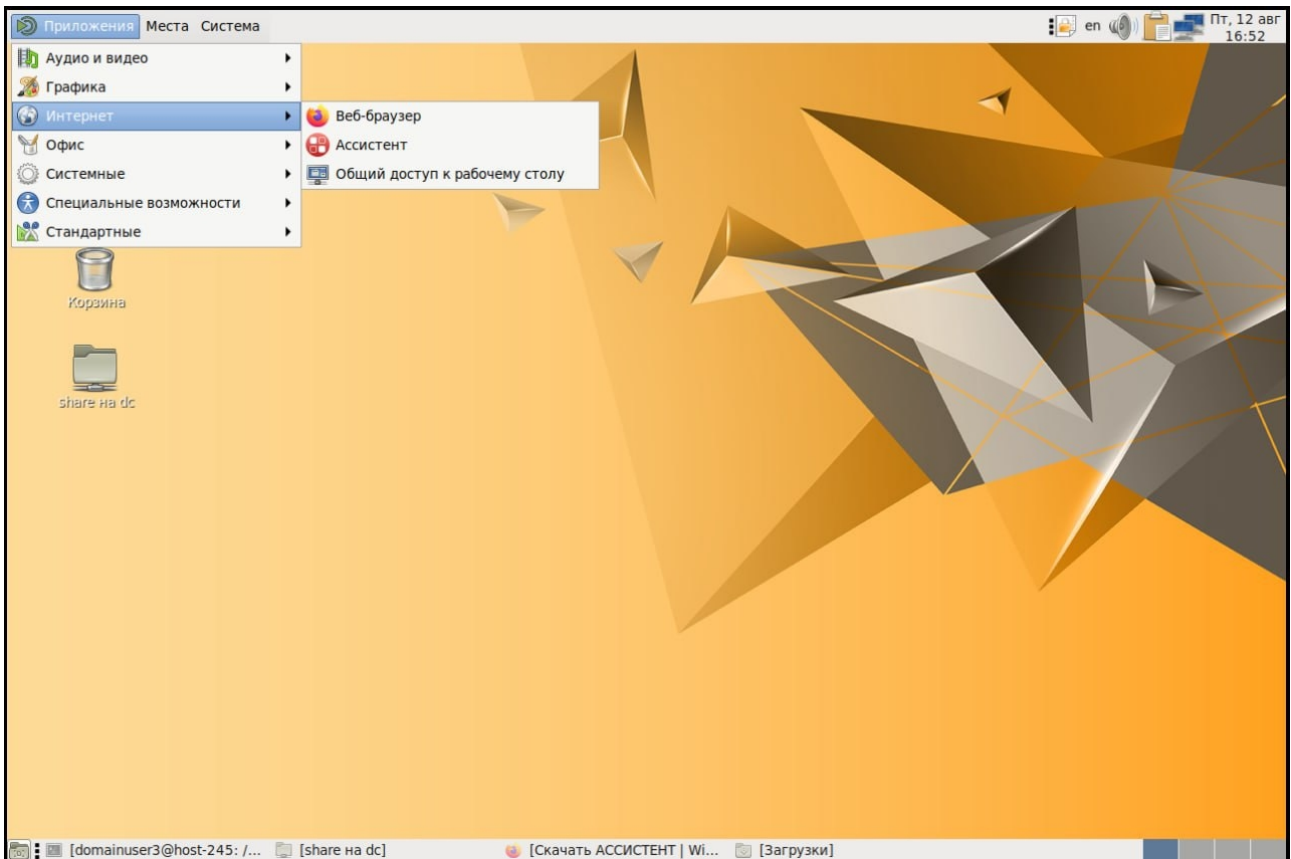 Приложения Места Система
en
Пт, 12 авг
16:52
Аудио и видео
Графика
Интернет
Офис
Системные
Специальные возможности
Стандартные
Веб-браузер
Ассистент
Общий доступ к рабочему столу
Корзина
share на dc
[domainuser3@host-245: /... [share на dc] [Скачать АССИСТЕНТ | Wi... [Загрузки]